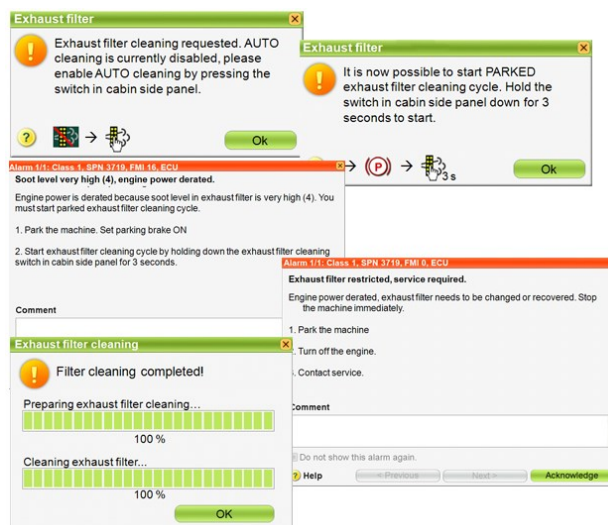 Exhaust filter
Exhaust filter cleaning requested. AUTO
cleaning is currently disabled, please
enable AUTO cleaning by pressing the
switch in cabin side panel.
Ok
Exhaust filter
It is now possible to start PARKED
exhaust filter cleaning cycle. Hold the
switch in cabin side panel down for 3
seconds to start.
(P)
3 s
Ok
Alarm 1/1: Class 1, SPN 3719, FMI 16, ECU
Soot level very high (4), engine power derated.
Engine power is derated because soot level in exhaust filter is very high (4). You
must start parked exhaust filter cleaning cycle.
1. Park the machine. Set parking brake ON
2. Start exhaust filter cleaning cycle by holding down the exhaust filter cleaning
switch in cabin side panel for 3 seconds.
Comment
Alarm 1/1: Class 1, SPN 3719, FMI 0, ECU
Exhaust filter restricted, service required.
Engine power derated, exhaust filter needs to be changed or recovered. Stop
the machine immediately.
1. Park the machine
. Turn off the engine.
. Contact service.
Comment
Do not show this alarm again.
? Help
< Previous
Next >
Acknowledge
Exhaust filter cleaning
Filter cleaning completed!
Preparing exhaust filter cleaning...
100 %
Cleaning exhaust filter...
100 %
OK